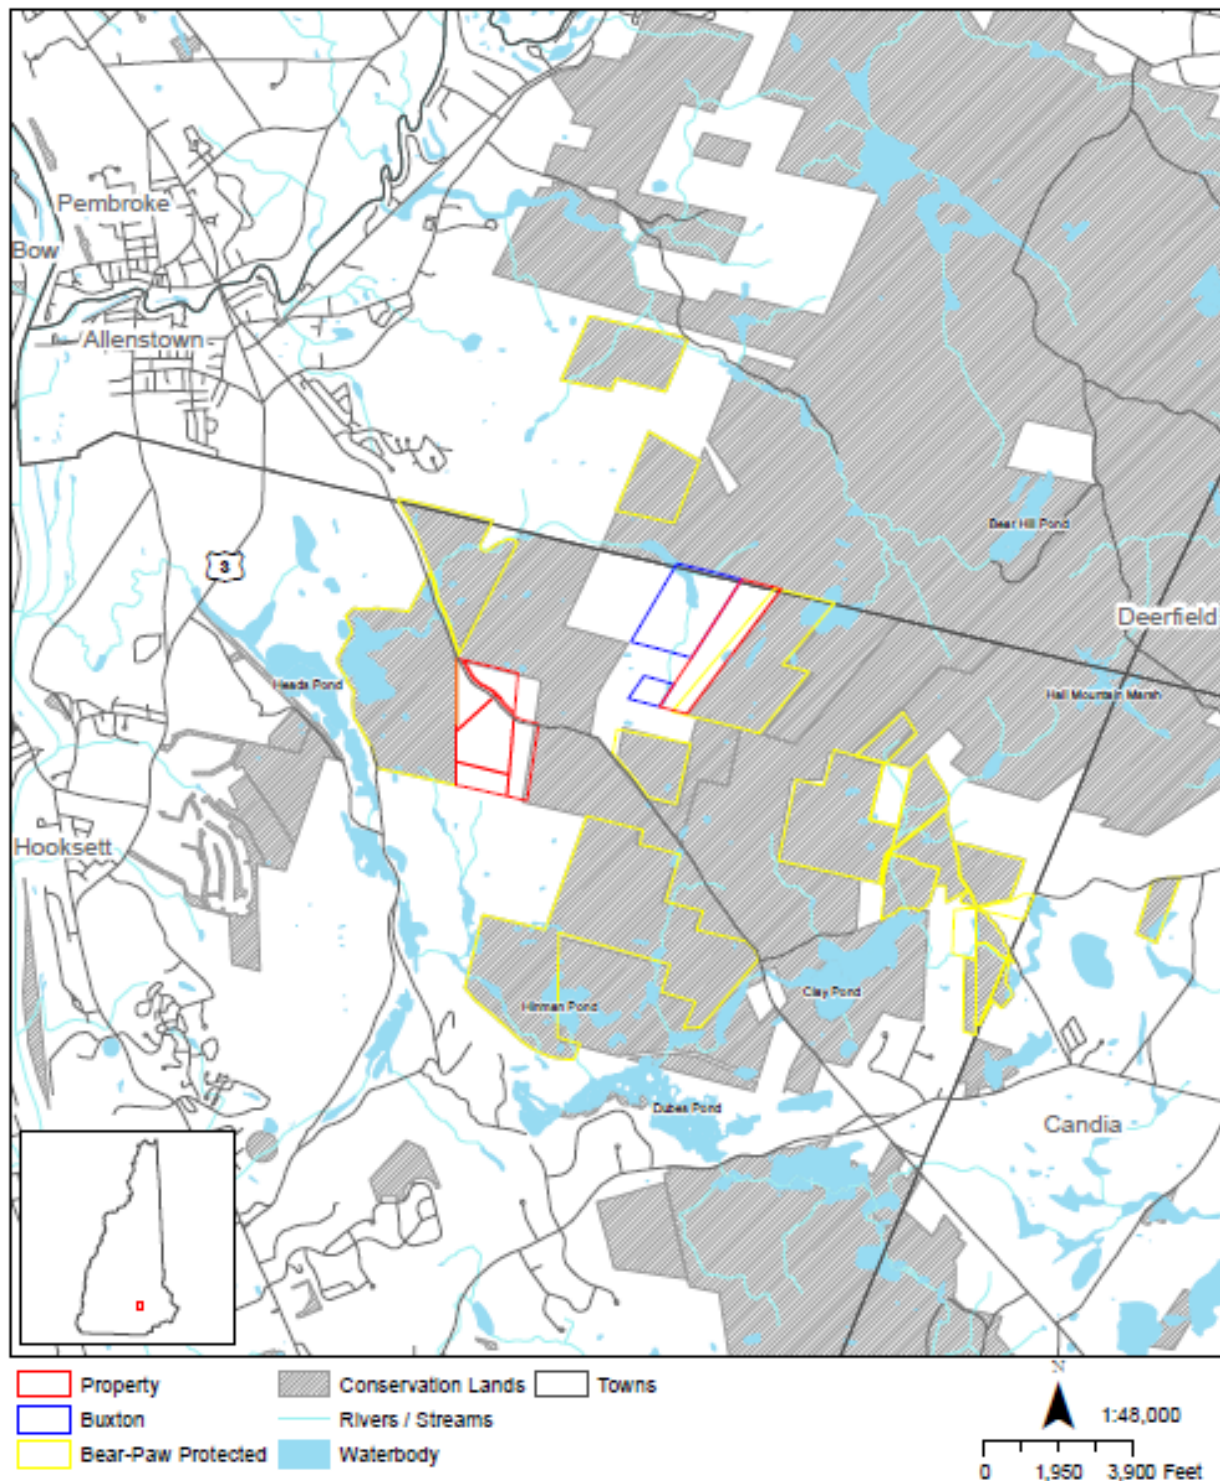 Pembroke
Bow
Allenstown
3
Bear Hill Pond
Deerfield
Heads Pond
Hall Mountain Marsh
Hooksett
Clay Pond
Hinman Pond
Dubes Pond
Candia
Property
Conservation Lands
Towns
Buxton
Rivers / Streams
Bear-Paw Protected
Waterbody
N
1:48,000
0 1,950 3,900 Feet